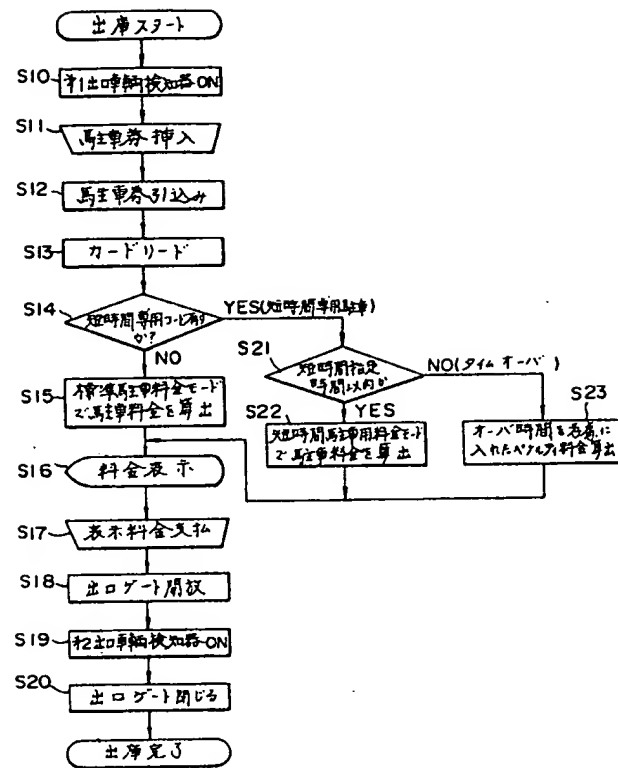 出庫スタート
S10
才1出口車輌検知器ON
S11
駐車券挿入
S12
駐車券引込み
S13
カードリード
S14
短時間専用コード有りか?
YES(短時間専用駐車)
NO
S21
短時間指定
時間以内か
NO(タイムオーバ)
YES
S15
標準駐車料金モード
で駐車料金を算出
S22
短時間駐車用料金モード
で駐車料金を算出
S23
オーバ時間を考慮に
入れたペナルティ料金算出
S16
料金表示
S17
表示料金支払
S18
出口ゲート開放
S19
才2出口車輌検知器ON
S20
出口ゲート閉じる
出庫完了